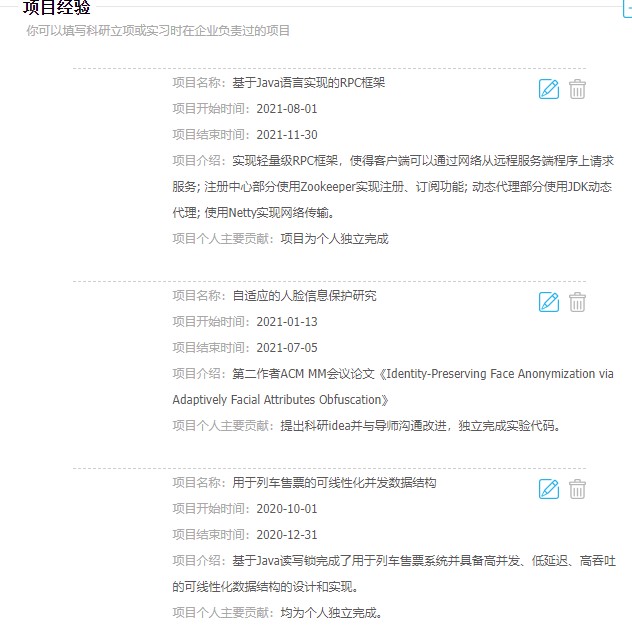 项目经验
你可以填写科研立项或实习时在企业负责过的项目
项目名称：基于Java语言实现的RPC框架
项目开始时间：2021-08-01
项目结束时间：2021-11-30
项目介绍：实现轻量级RPC框架，使得客户端可以通过网络从远程服务端程序上请求
服务; 注册中心部分使用Zookeeper实现注册、订阅功能; 动态代理部分使用JDK动态
代理; 使用Netty实现网络传输。
项目个人主要贡献：项目为个人独立完成
项目名称：自适应的人脸信息保护研究
项目开始时间：2021-01-13
项目结束时间：2021-07-05
项目介绍：第二作者ACM MM会议论文《Identity-Preserving Face Anonymization via
Adaptively Facial Attributes Obfuscation》
项目个人主要贡献：提出科研idea并与导师沟通改进，独立完成实验代码。
项目名称：用于列车售票的可线性化并发数据结构
项目开始时间：2020-10-01
项目结束时间：2020-12-31
项目介绍：基于Java读写锁完成了用于列车售票系统并具备高并发、低延迟、高吞吐
的可线性化数据结构的设计和实现。
项目个人主要贡献：均为个人独立完成。